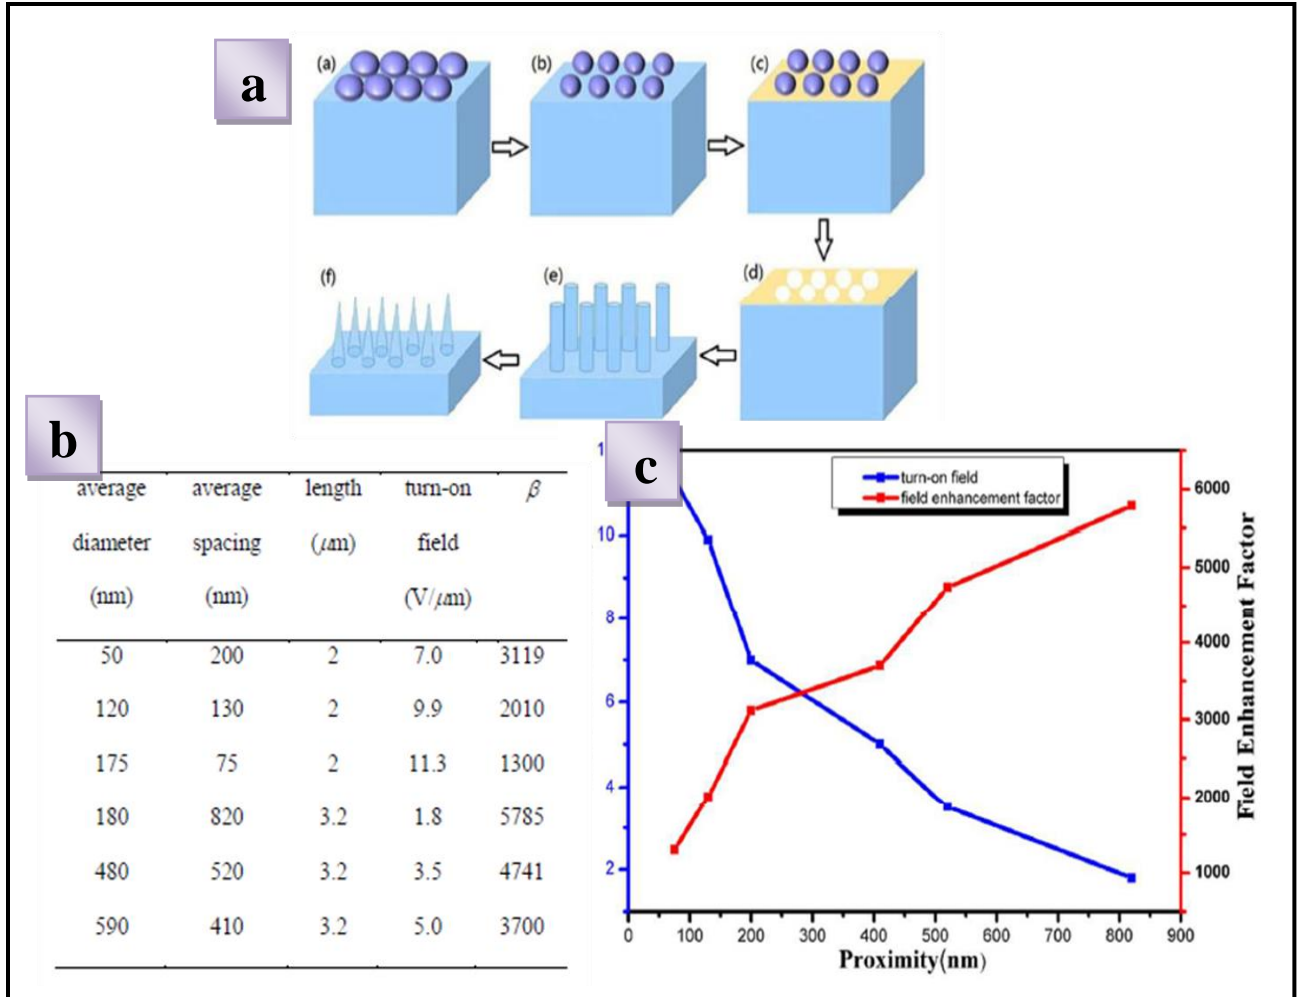 a
(a)
(b)
(c)
(f)
(e)
(d)
b
average average length turn-on β
diameter spacing (μm) field
(nm) (nm) (V/μm)
50 200 2 7.0 3119
120 130 2 9.9 2010
175 75 2 11.3 1300
180 820 3.2 1.8 5785
480 520 3.2 3.5 4741
590 410 3.2 5.0 3700
c
turn-on field
field enhancement factor
10
8
6
4
2
6000
5000
4000
3000
2000
1000
Field Enhancement Factor
0 100 200 300 400 500 600 700 800 900
Proximity(nm)